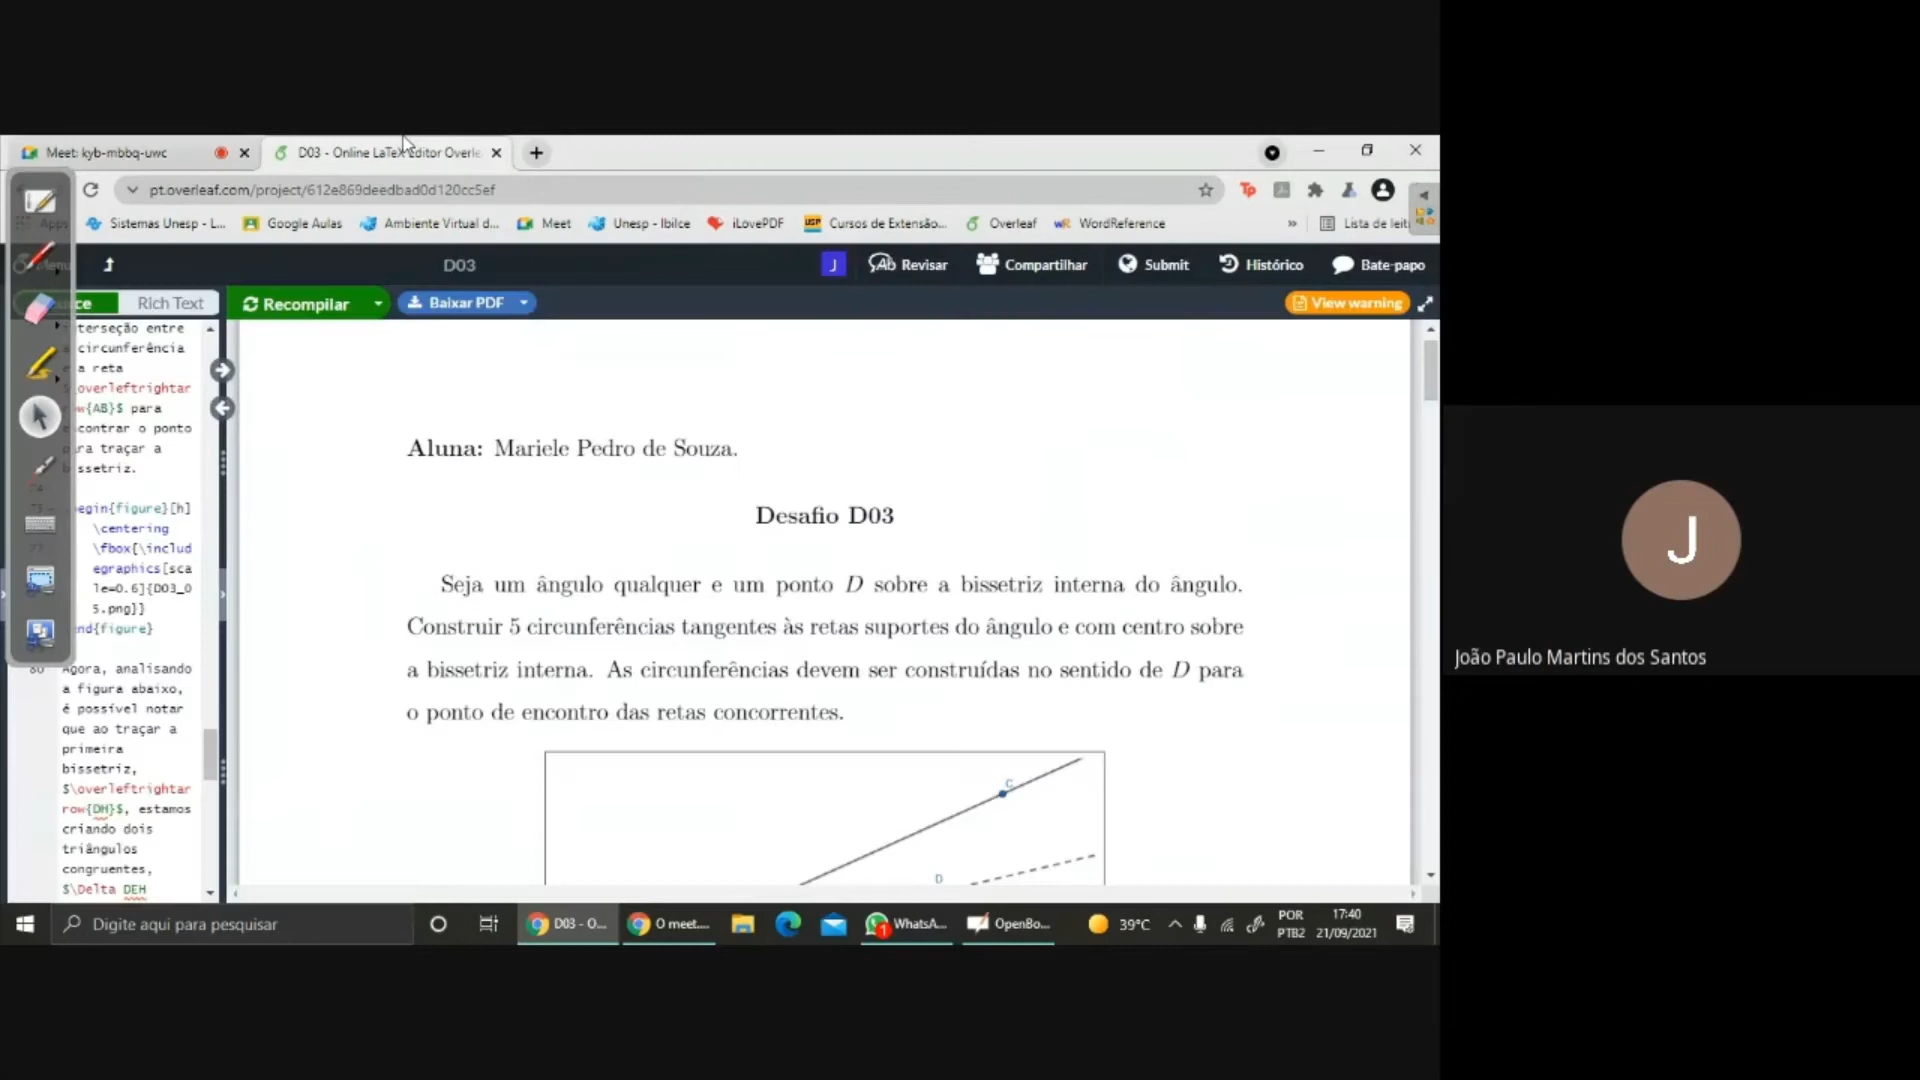 Meet: kyb-mbbq-uwc
D03 - Online LaTeX Editor Overle
pt.overleaf.com/project/612e869deedbad0d120cc5ef
Tp
Apps
Sistemas Unesp - L...
Google Aulas
Ambiente Virtual d...
Meet
Unesp - Ibilce
iLovePDF
Cursos de Extensão...
Overleaf
WordReference
»
Lista de leit
Menu
D03
J
Revisar
Compartilhar
Submit
Histórico
Bate-papo
ce
Rich Text
Recompilar
Baixar PDF
View warning
terseção entre
circunferência
a reta
overleftrightar
w{AB}$ para
contrar o ponto
ra traçar a
ssetriz.
egin{figure}[h]
\centering
\fbox{\includ
egraphics[sca
le=0.6]{D03_0
5.png}}
nd{figure}
80 Agora, analisando
a figura abaixo,
é possível notar
que ao traçar a
primeira
bissetriz,
$\overleftrightar
row{DH}$, estamos
criando dois
triângulos
congruentes,
$\Delta DEH
Aluna: Mariele Pedro de Souza.
Desafio D03
Seja um ângulo qualquer e um ponto D sobre a bissetriz interna do ângulo.
Construir 5 circunferências tangentes às retas suportes do ângulo e com centro sobre
a bissetriz interna. As circunferências devem ser construídas no sentido de D para
o ponto de encontro das retas concorrentes.
C
D
J
João Paulo Martins dos Santos
Digite aqui para pesquisar
D03 - O...
O meet....
1
WhatsA...
OpenBo...
39°C
POR
PTB2
17:40
21/09/2021